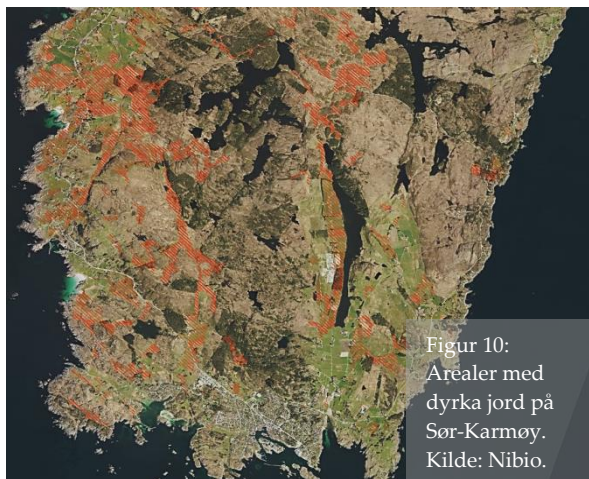 Figur 10:
Arealer med
dyrka jord på
Sør-Karmøy.
Kilde: Nibio.